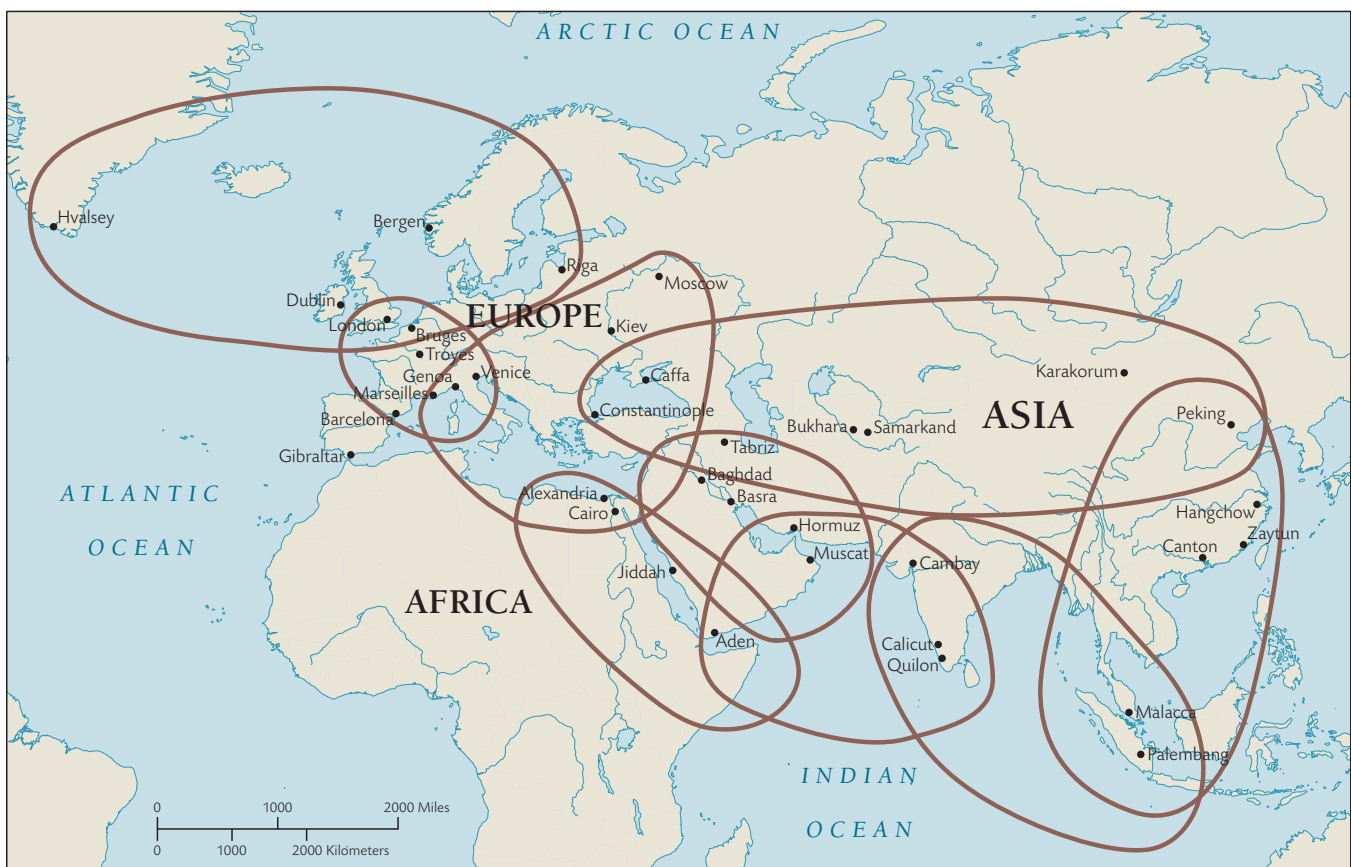 ARCTIC OCEAN
Hvalsey
Bergen
Riga
Moscow
Dublin
London
EUROPE
Kiev
Bruges
Troyes
Genoa
Venice
Marseilles
Caffa
Karakorum
Barcelona
Constantinople
ASIA
Peking
Bukhara
Samarkand
Gibraltar
Tabriz
Baghdad
ATLANTIC
OCEAN
Alexandria
Cairo
Basra
Hormuz
Hangchow
Zaytun
Muscat
Canton
Jiddah
Cambay
AFRICA
Aden
Calicut
Quilon
Malacca
Palembang
INDIAN
OCEAN
0 1000 2000 Miles
0 1000 2000 Kilometers